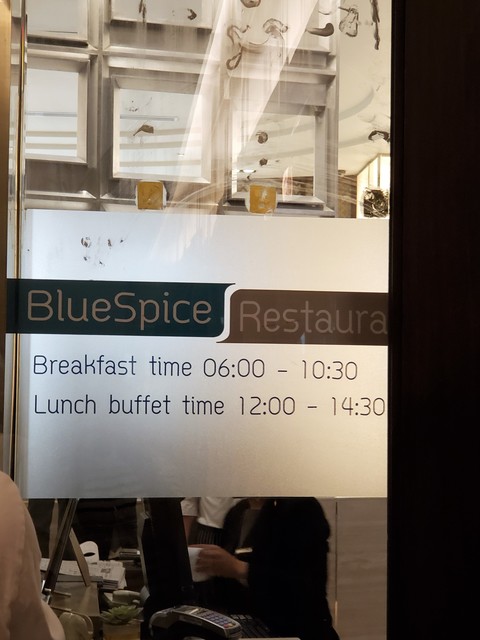 BlueSpice Restaura
Breakfast time 06:00 - 10:30
Lunch buffet time 12:00 - 14:30